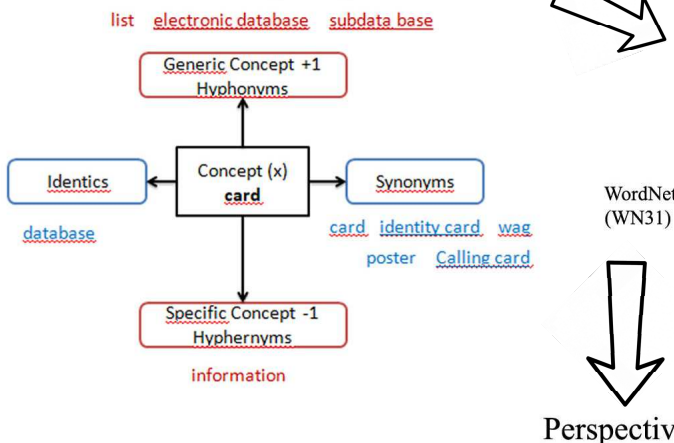 list electronic database subdata base
Generic Concept +1
Hyphonyms
Identics
Concept (x)
card
Synonyms
database
card identity card wag
poster Calling card
WordNet
(WN31)
Specific Concept -1
Hyphernyms
information
Perspectiv